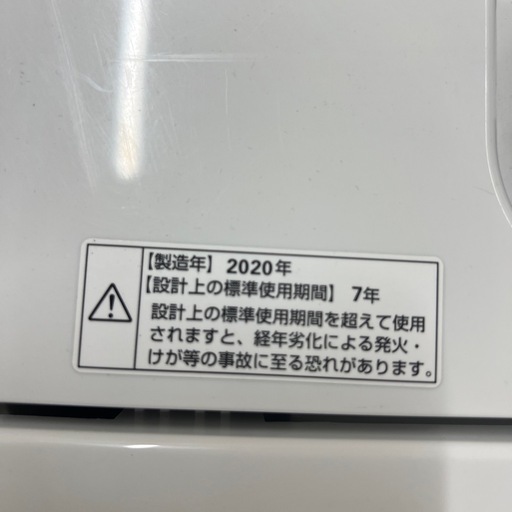 【製造年】 2020年
【設計上の標準使用期間】 7年
設計上の標準使用期間を超えて使用
されますと、経年劣化による発火・
けが等の事故に至る恐れがあります。